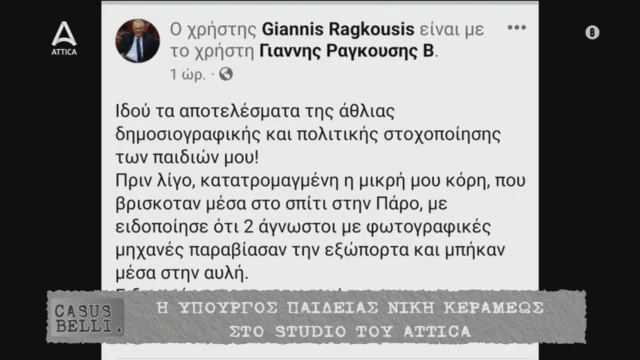 ATTICA
Ο χρήστης Giannis Ragkousis είναι με
το χρήστη Γιαννης Ραγκουσης Β.
1 ώρ.
Ιδού τα αποτελέσματα της άθλιας
δημοσιογραφικής και πολιτικής στοχοποίησης
των παιδιών μου!
Πριν λίγο, κατατρομαγμένη η μικρή μου κόρη, που
βρισκοταν μέσα στο σπίτι στην Πάρο, με
ειδοποίησε ότι 2 άγνωστοι με φωτογραφικές
μηχανές παραβίασαν την εξώπορτα και μπήκαν
μέσα στην αυλή.
CASUS
BELLI.
Η ΥΠΟΥΡΓΟΣ ΠΑΙΔΕΙΑΣ ΝΙΚΗ ΚΕΡΑΜΕΩΣ
ΣΤΟ STUDIO ΤΟΥ ATTICA